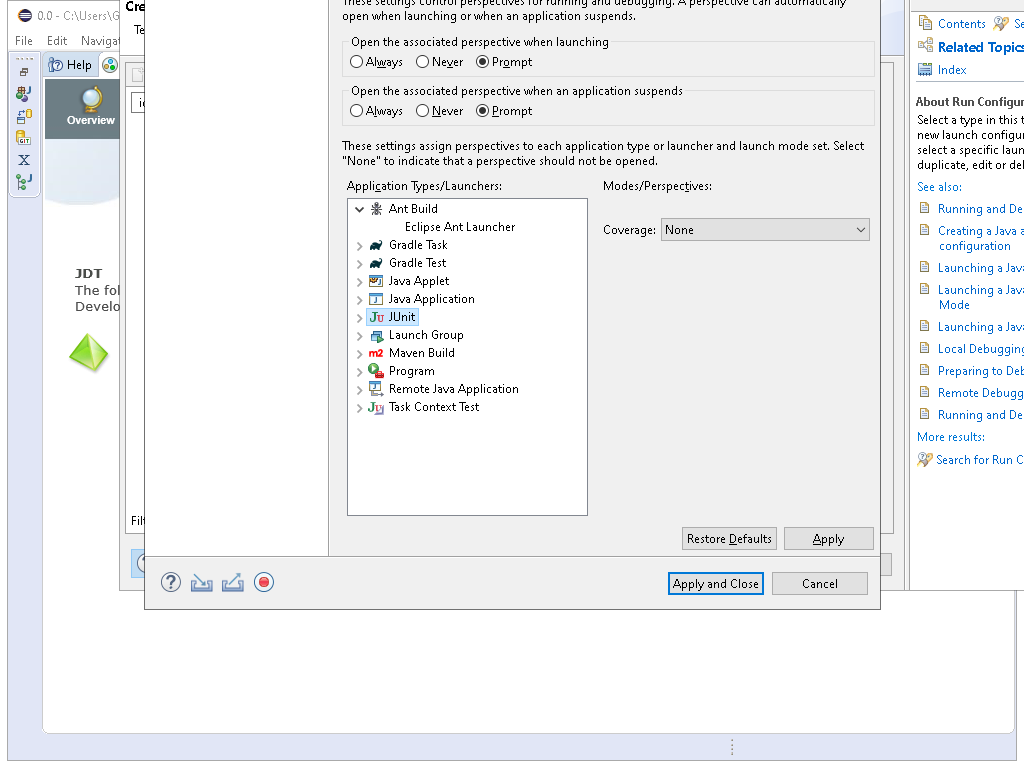 0.0 - C:\Users\G
File Edit Navigat
Help
Overview
JDT
The fol
Develo
Cre
Te
Filt
These settings control perspectives for running and debugging. A perspective can automatically
open when launching or when an application suspends.
Open the associated perspective when launching
Always Never Prompt
Open the associated perspective when an application suspends
Always Never Prompt
These settings assign perspectives to each application type or launcher and launch mode set. Select
"None" to indicate that a perspective should not be opened.
Application Types/Launchers:
Modes/Perspectives:
Ant Build
Eclipse Ant Launcher
Gradle Task
Gradle Test
Java Applet
Java Application
JUnit
Launch Group
Maven Build
Program
Remote Java Application
Task Context Test
Coverage: None
Restore Defaults Apply
Apply and Close Cancel
Contents Se
Related Topics
Index
About Run Configur
Select a type in this t
new launch configu
select a specific laun
duplicate, edit or del
See also:
Running and De
Creating a Java a
configuration
Launching a Java
Launching a Java
Mode
Launching a Java
Local Debugging
Preparing to Deb
Remote Debugg
Running and De
More results:
Search for Run C